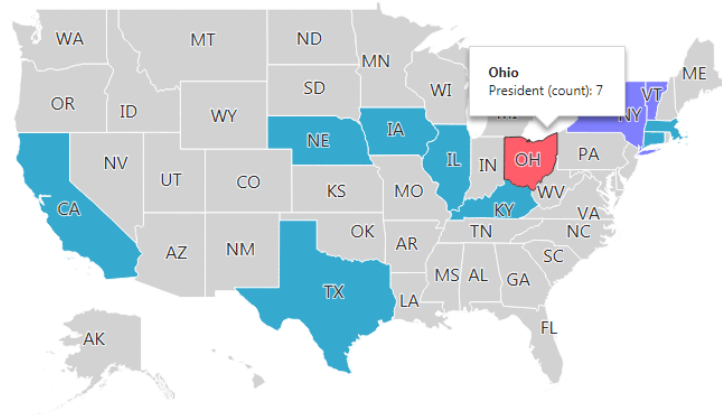 WA
MT
ND
MN
ME
Ohio
President (count): 7
OR
ID
WY
SD
WI
VT
NY
NV
UT
CO
NE
IA
IL
IN
OH
PA
CA
KS
MO
KY
WV
VA
AZ
NM
OK
AR
TN
NC
TX
LA
MS
AL
GA
SC
AK
FL